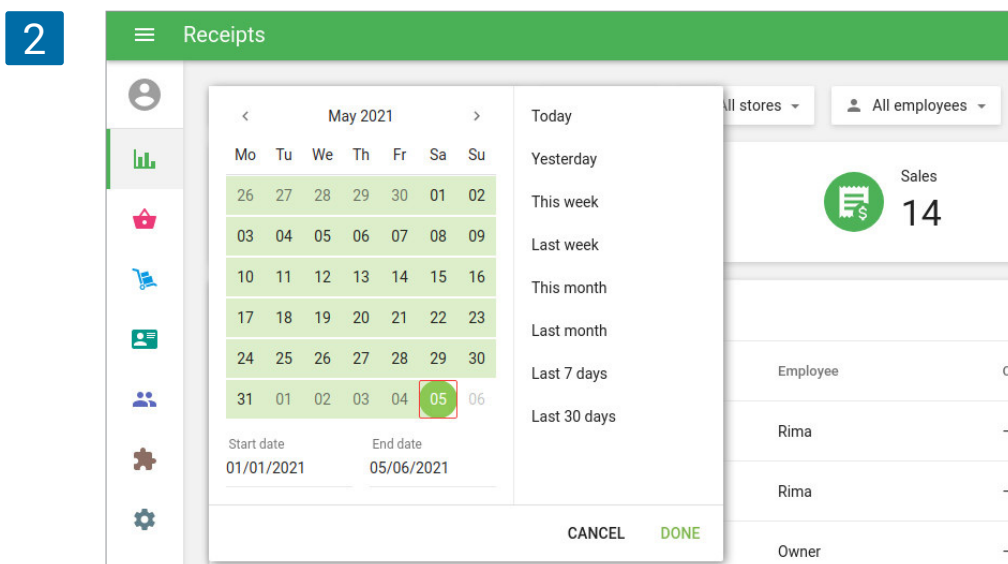 2
Receipts
May 2021
Mo Tu We Th Fr Sa Su
26 27 28 29 30 01 02
03 04 05 06 07 08 09
10 11 12 13 14 15 16
17 18 19 20 21 22 23
24 25 26 27 28 29 30
31 01 02 03 04 05 06
Start date End date
01/01/2021 05/06/2021
Today
Yesterday
This week
Last week
This month
Last month
Last 7 days
Last 30 days
CANCEL DONE
stores
All employees
Sales
14
Employee
Rima
Rima
Owner